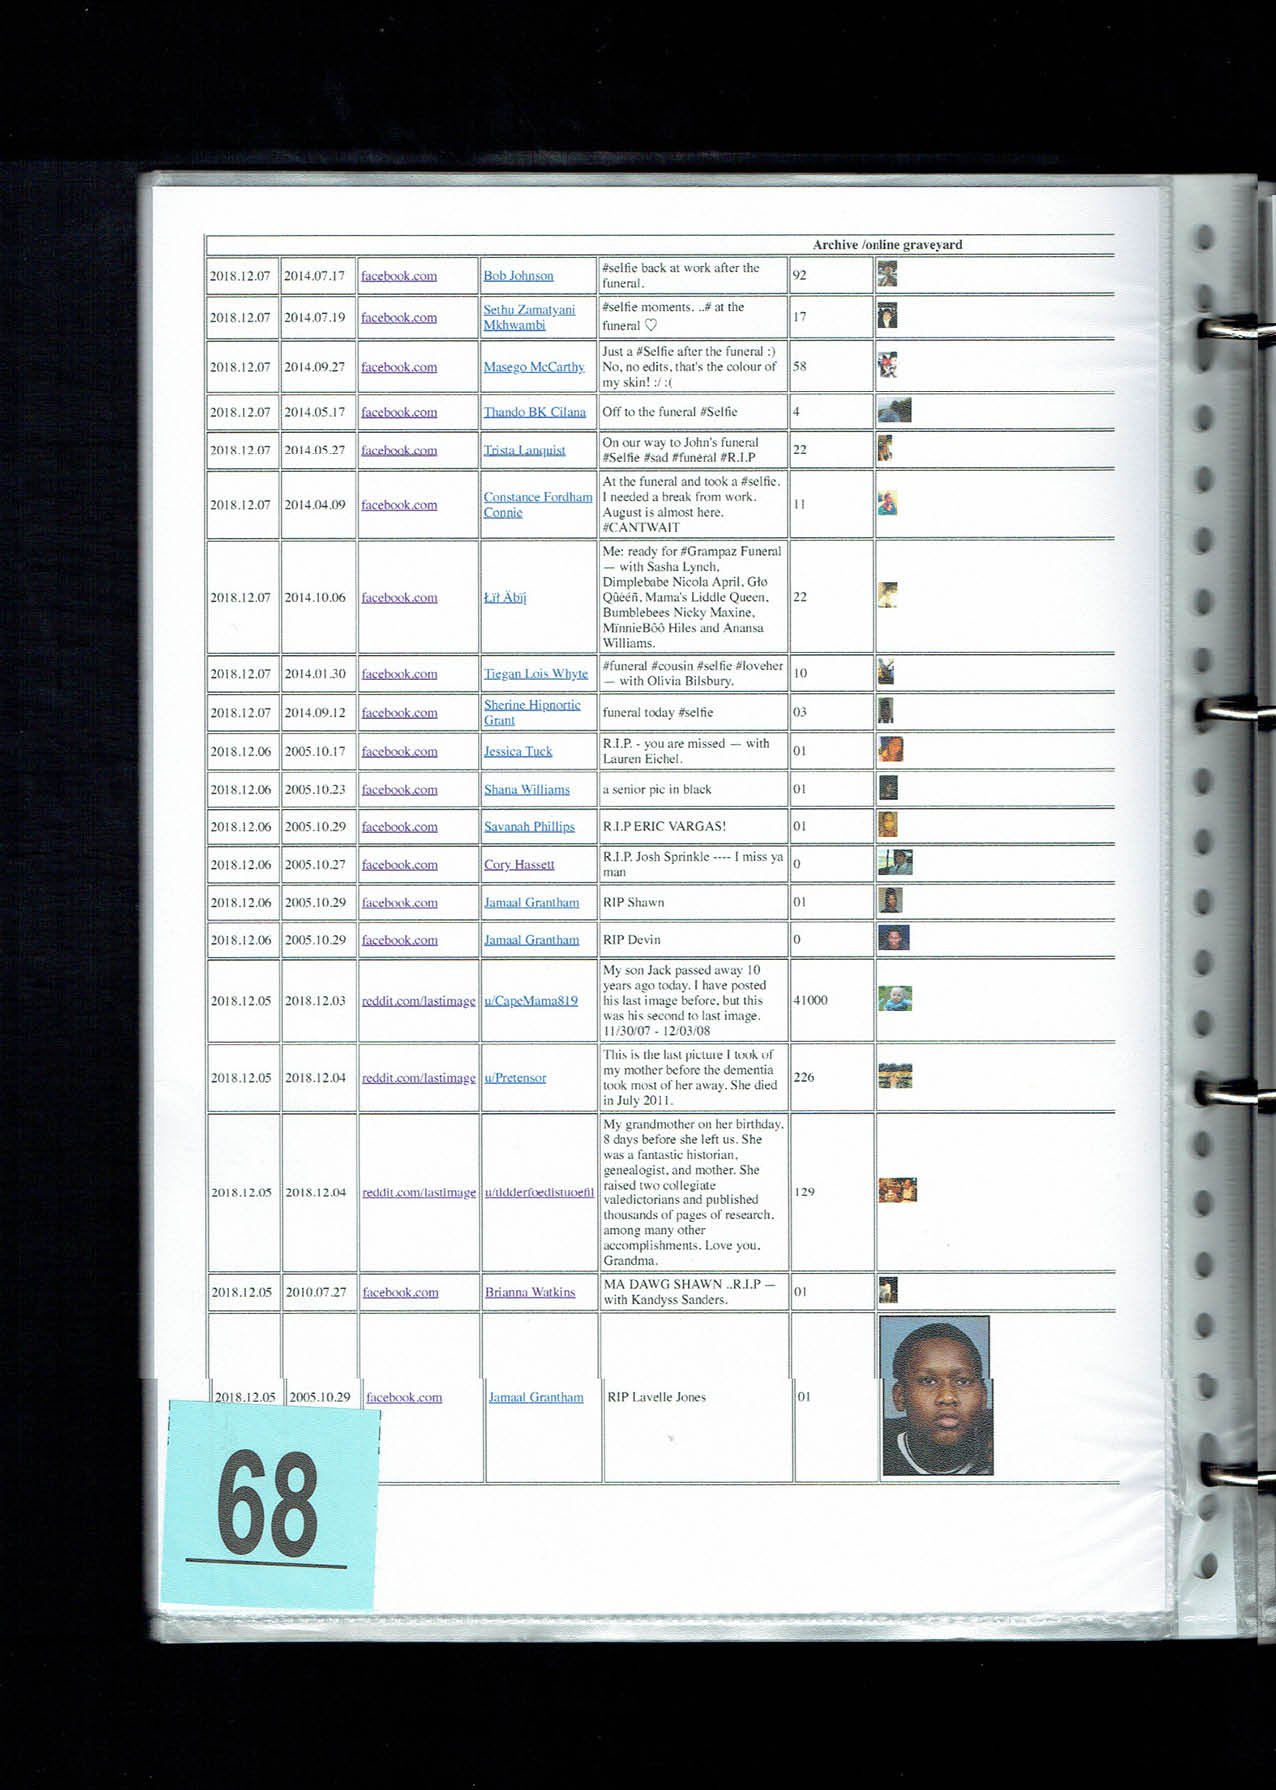 Archive /online graveyard
2018.12.07 2014.07.17 facebook.com Bob Johnson #selfie back at work after the funeral. 92
2018.12.07 2014.07.19 facebook.com Sethu Zamatyani Mkhwambi #selfie moments. ..# at the funeral ♡ 17
2018.12.07 2014.09.27 facebook.com Masego McCarthy Just a #Selfie after the funeral :) No, no edits, that's the colour of my skin! :/ :( 58
2018.12.07 2014.05.17 facebook.com Thando BK Cilana Off to the funeral #Selfie 4
2018.12.07 2014.05.27 facebook.com Trista Lanquist On our way to John's funeral #Selfie #sad #funeral #R.I.P 22
2018.12.07 2014.04.09 facebook.com Constance Fordham Connie At the funeral and took a #selfie. I needed a break from work. August is almost here. #CANTWAIT 11
2018.12.07 2014.10.06 facebook.com Łïł Äbïj Me: ready for #Grampaz Funeral — with Sasha Lynch, Dimplebabe Nicola April, Gło Qûëéñ, Mama's Liddle Queen, Bumblebees Nicky Maxine, MïnnieBôô Hiles and Anansa Williams. 22
2018.12.07 2014.01.30 facebook.com Tiegan Lois Whyte #funeral #cousin #selfie #loveher — with Olivia Bilsbury. 10
2018.12.07 2014.09.12 facebook.com Sherine Hipnortic Grant funeral today #selfie 03
2018.12.06 2005.10.17 facebook.com Jessica Tuck R.I.P. - you are missed — with Lauren Eichel. 01
2018.12.06 2005.10.23 facebook.com Shana Williams a senior pic in black 01
2018.12.06 2005.10.29 facebook.com Savanah Phillips R.I.P ERIC VARGAS! 01
2018.12.06 2005.10.27 facebook.com Cory Hassett R.I.P. Josh Sprinkle ---- I miss ya man 0
2018.12.06 2005.10.29 facebook.com Jamaal Grantham RIP Shawn 01
2018.12.06 2005.10.29 facebook.com Jamaal Grantham RIP Devin 0
2018.12.05 2018.12.03 reddit.com/lastimage u/CapeMama819 My son Jack passed away 10 years ago today. I have posted his last image before, but this was his second to last image. 11/30/07 - 12/03/08 41000
2018.12.05 2018.12.04 reddit.com/lastimage u/Pretensor This is the last picture I took of my mother before the dementia took most of her away. She died in July 2011. 226
2018.12.05 2018.12.04 reddit.com/lastimage u/tidderfoedistuoefil My grandmother on her birthday, 8 days before she left us. She was a fantastic historian, genealogist, and mother. She raised two collegiate valedictorians and published thousands of pages of research, among many other accomplishments. Love you, Grandma. 129
2018.12.05 2010.07.27 facebook.com Brianna Watkins MA DAWG SHAWN ..R.I.P — with Kandyss Sanders. 01
2018.12.05 2005.10.29 facebook.com Jamaal Grantham RIP Lavelle Jones 01
68